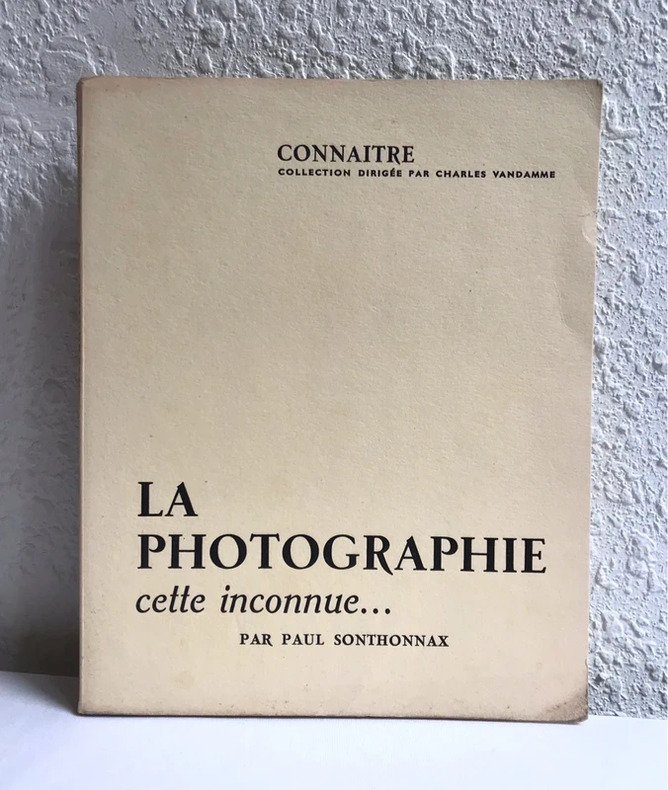 CONNAITRE
COLLECTION DIRIGÉE PAR CHARLES VANDAMME
LA
PHOTOGRAPHIE
cette inconnue...
PAR PAUL SONTHONNAX